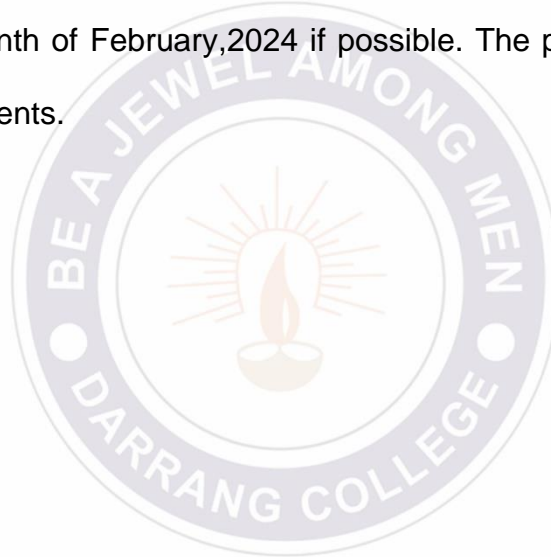 nth of February,2024 if possible. The p
ents.
BE A JEWEL AMONG MEN
DARRANG COLLEGE